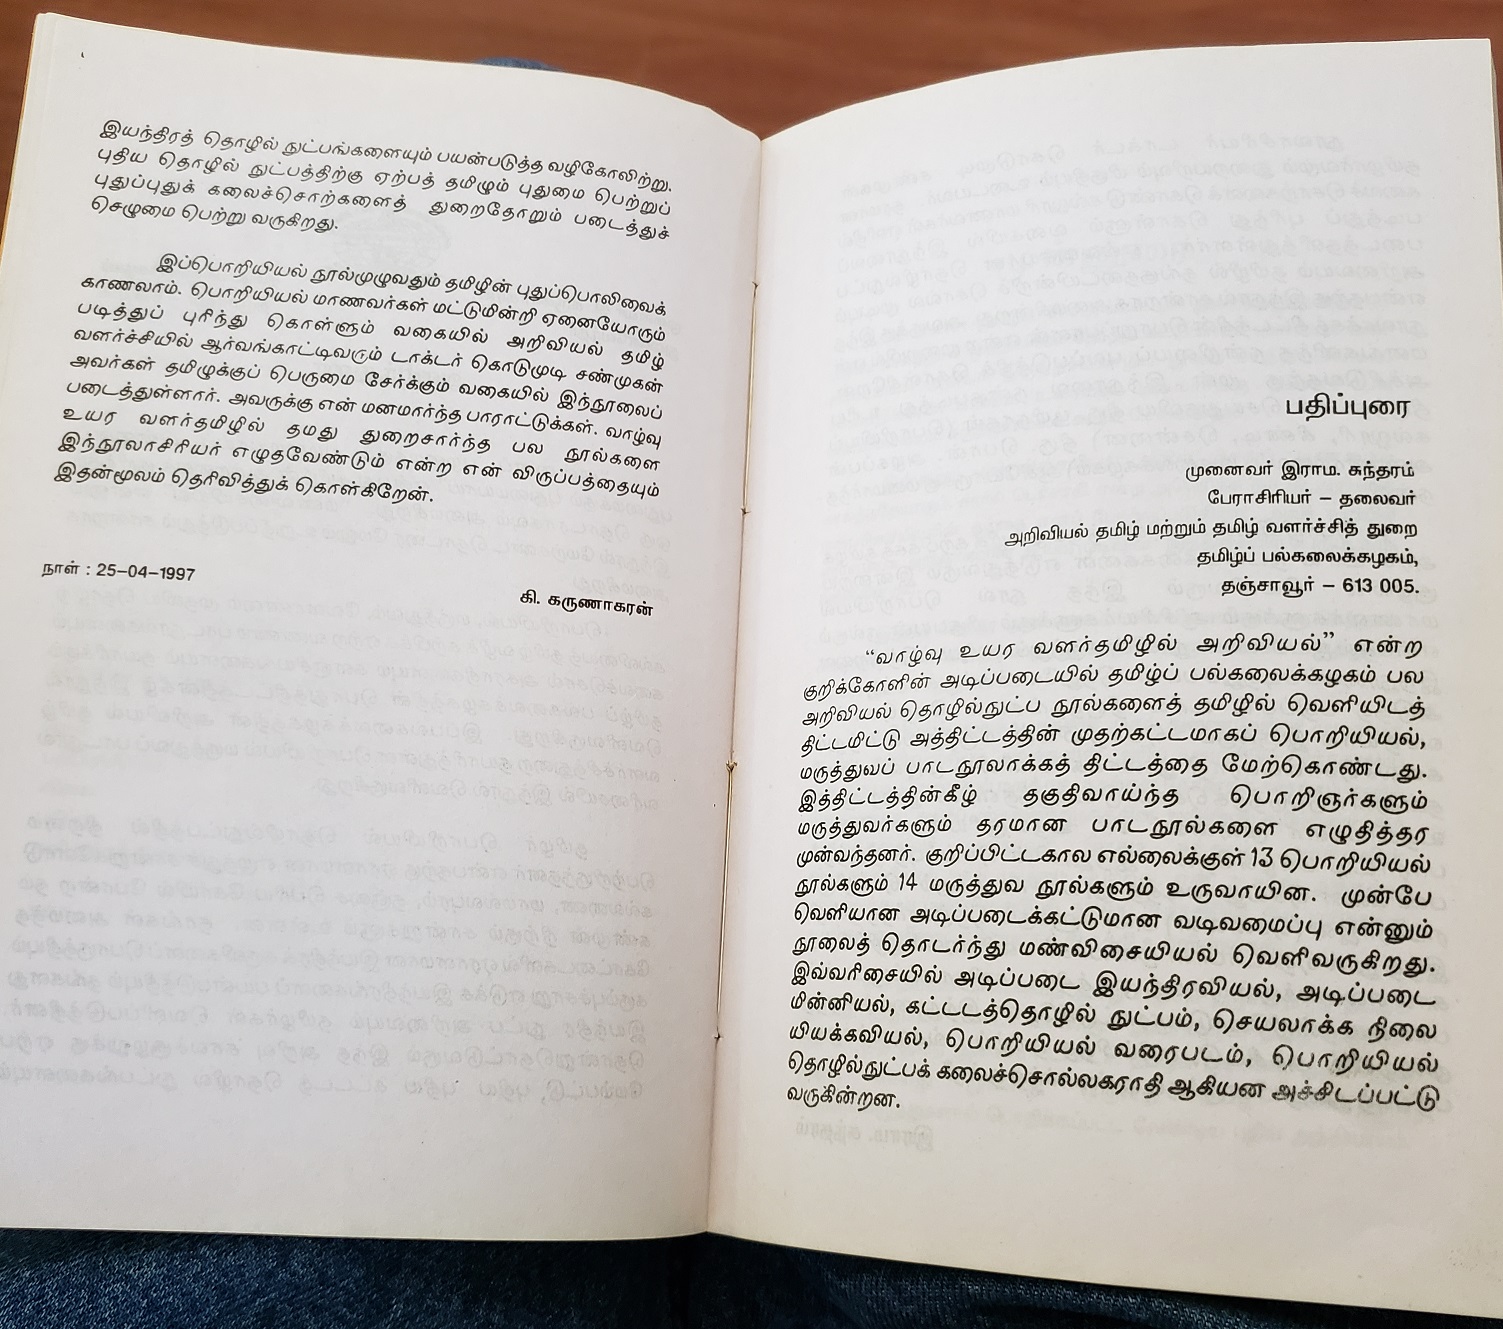 இயந்திரத் தொழில் நுட்பங்களையும் பயன்படுத்த வழிகோலிற்று.
புதிய தொழில் நுட்பத்திற்கு ஏற்பத் தமிழும் புதுமை பெற்றுப்
புதுப்புதுக் கலைச்சொற்களைத் துறைதோறும் படைத்துச்
செழுமை பெற்று வருகிறது.
இப்பொறியியல் நூல்முழுவதும் தமிழின் புதுப்பொலிவைக்
காணலாம். பொறியியல் மாணவர்கள் மட்டுமின்றி ஏனையோரும்
படித்துப் புரிந்து கொள்ளும் வகையில் அறிவியல் தமிழ்
வளர்ச்சியில் ஆர்வங்காட்டிவரும் டாக்டர் கொடுமுடி சண்முகன்
அவர்கள் தமிழுக்குப் பெருமை சேர்க்கும் வகையில் இந்நூலைப்
படைத்துள்ளார். அவருக்கு என் மனமார்ந்த பாராட்டுக்கள். வாழ்வு
உயர வளர்தமிழில் தமது துறைசார்ந்த பல நூல்களை
இந்நூலாசிரியர் எழுதவேண்டும் என்ற என் விருப்பத்தையும்
இதன்மூலம் தெரிவித்துக் கொள்கிறேன்.
நாள் : 25–04–1997
கி. கருணாகரன்
பதிப்புரை
முனைவர் இராம. சுந்தரம்
பேராசிரியர் – தலைவர்
அறிவியல் தமிழ் மற்றும் தமிழ் வளர்ச்சித் துறை
தமிழ்ப் பல்கலைக்கழகம்,
தஞ்சாவூர் – 613 005.
“வாழ்வு உயர வளர்தமிழில் அறிவியல்” என்ற
குறிக்கோளின் அடிப்படையில் தமிழ்ப் பல்கலைக்கழகம் பல
அறிவியல் தொழில்நுட்ப நூல்களைத் தமிழில் வெளியிடத்
திட்டமிட்டு அத்திட்டத்தின் முதற்கட்டமாகப் பொறியியல்,
மருத்துவப் பாடநூலாக்கத் திட்டத்தை மேற்கொண்டது.
இத்திட்டத்தின்கீழ் தகுதிவாய்ந்த பொறிஞர்களும்
மருத்துவர்களும் தரமான பாடநூல்களை எழுதித்தர
முன்வந்தனர். குறிப்பிட்டகால எல்லைக்குள் 13 பொறியியல்
நூல்களும் 14 மருத்துவ நூல்களும் உருவாயின. முன்பே
வெளியான அடிப்படைக்கட்டுமான வடிவமைப்பு என்னும்
நூலைத் தொடர்ந்து மண்விசையியல் வெளிவருகிறது.
இவ்வரிசையில் அடிப்படை இயந்திரவியல், அடிப்படை
மின்னியல், கட்டடத்தொழில் நுட்பம், செயலாக்க நிலை
யியக்கவியல், பொறியியல் வரைபடம், பொறியியல்
தொழில்நுட்பக் கலைச்சொல்லகராதி ஆகியன அச்சிடப்பட்டு
வருகின்றன.